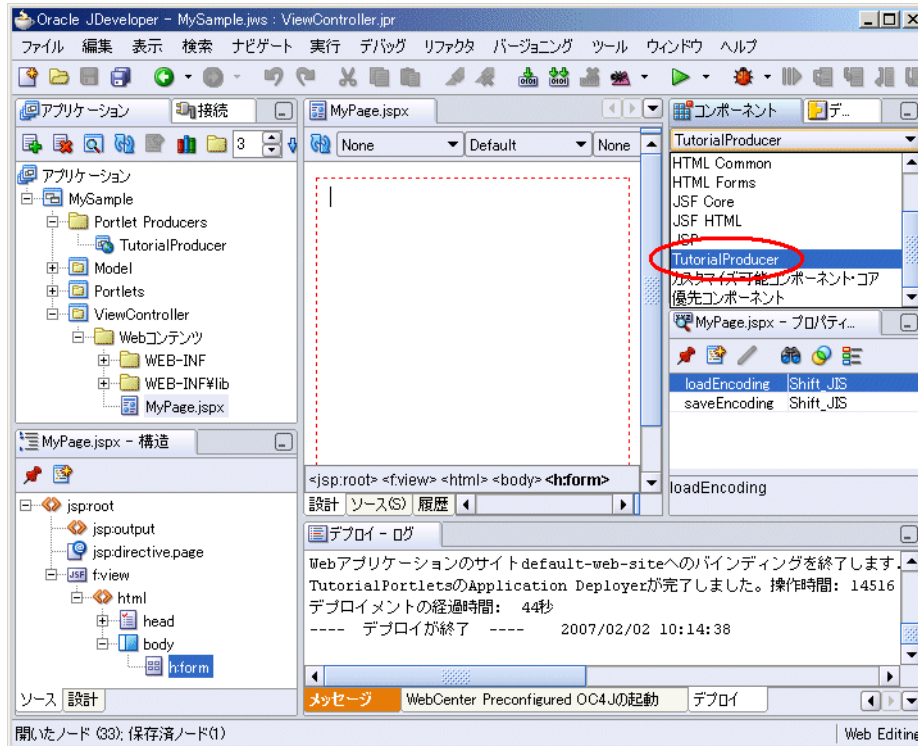 Oracle JDeveloper - MySample.jws : ViewController.jpr
ファイル 編集 表示 検索 ナビゲート 実行 デバッグ リファクタ バージョニング ツール ウィンドウ ヘルプ
アプリケーション 接続
3
アプリケーション
MySample
Portlet Producers
TutorialProducer
Model
Portlets
ViewController
Webコンテンツ
WEB-INF
WEB-INF¥lib
MyPage.jspx
MyPage.jspx - 構造
jsp:root
jsp:output
jsp:directive.page
f:view
html
head
body
h:form
ソース 設計
MyPage.jspx
None Default None
<jsp:root> <f:view> <html> <body> <h:form>
設計 ソース(S) 履歴
コンポーネント デ...
TutorialProducer
HTML Common
HTML Forms
JSF Core
JSF HTML
JSP
TutorialProducer
カスタマイズ可能コンポーネント・コア
優先コンポーネント
MyPage.jspx - プロパティ...
loadEncoding Shift_JIS
saveEncoding Shift_JIS
loadEncoding
デプロイ - ログ
Webアプリケーションのサイトdefault-web-siteへのバインディングを終了します.
TutorialPortletsのApplication Deployerが完了しました。操作時間: 14516
デプロイメントの経過時間: 44秒
---- デプロイが終了 ---- 2007/02/02 10:14:38
メッセージ WebCenter Preconfigured OC4Jの起動 デプロイ
開いたノード (33); 保存済ノード(1) Web Editing